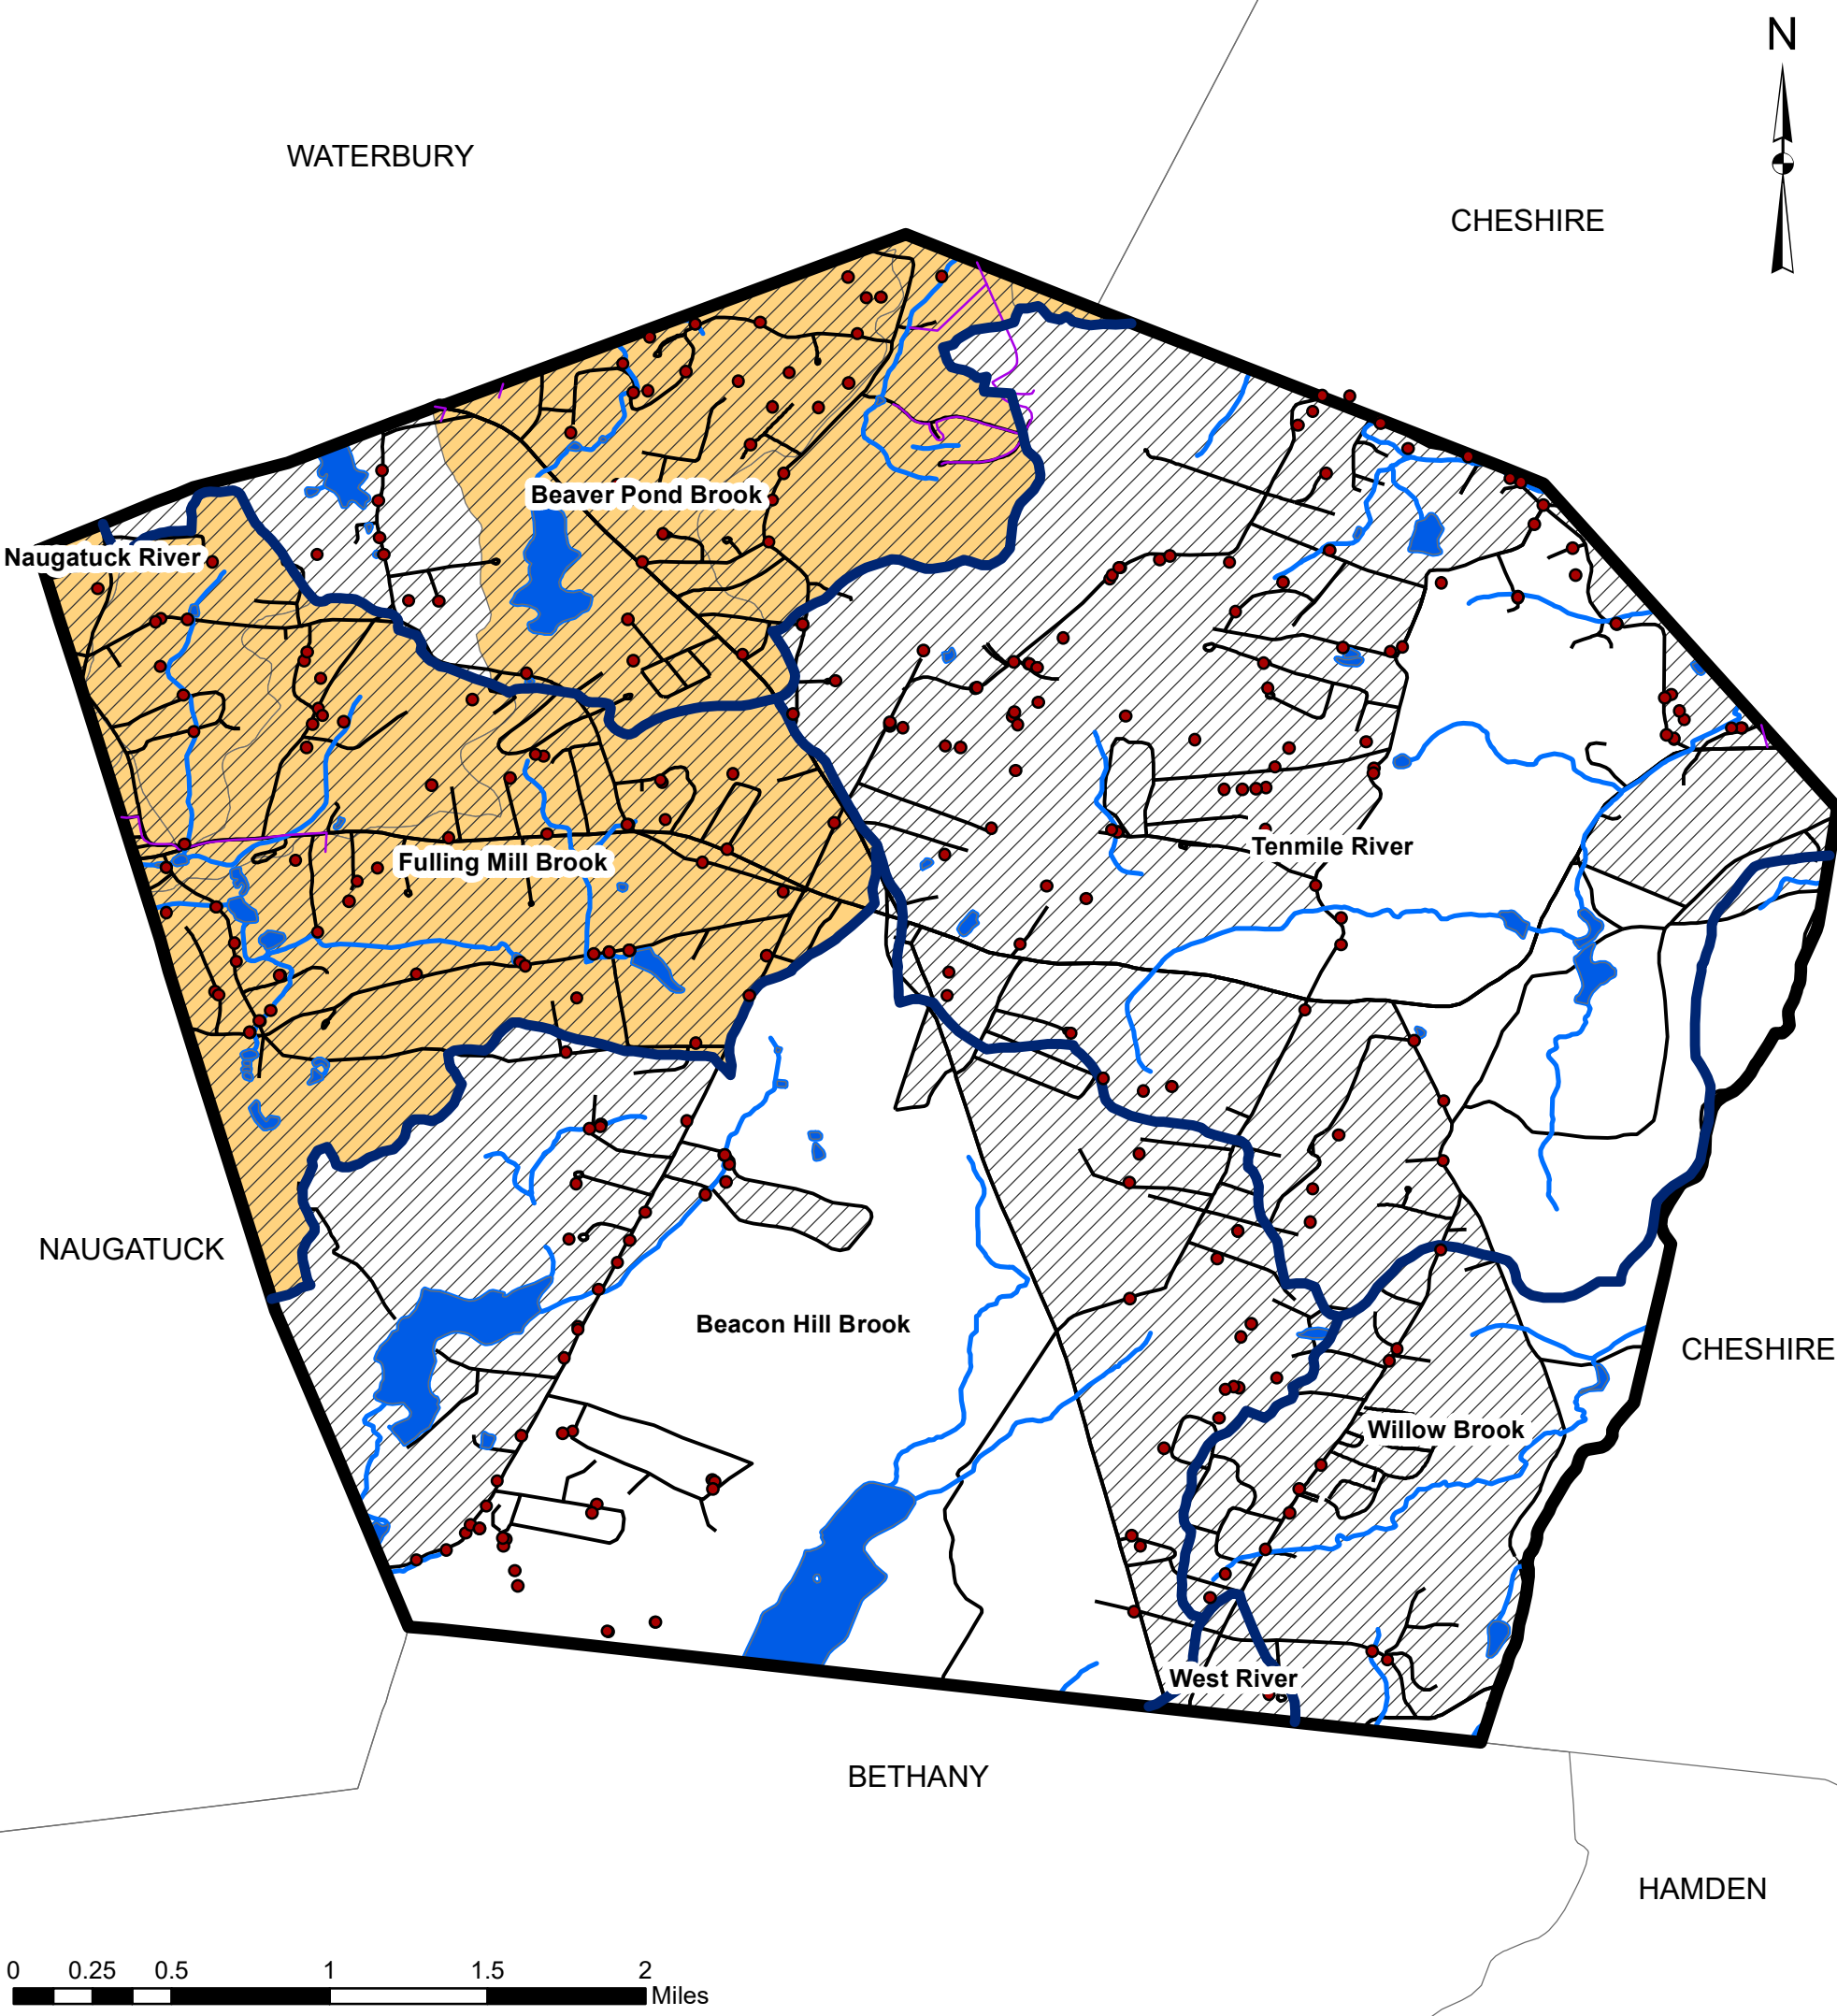 N
WATERBURY
CHESHIRE
Beaver Pond Brook
Naugatuck River
Tenmile River
Fulling Mill Brook
NAUGATUCK
Beacon Hill Brook
CHESHIRE
Willow Brook
West River
BETHANY
HAMDEN
0 0.25 0.5 1 1.5 2
Miles